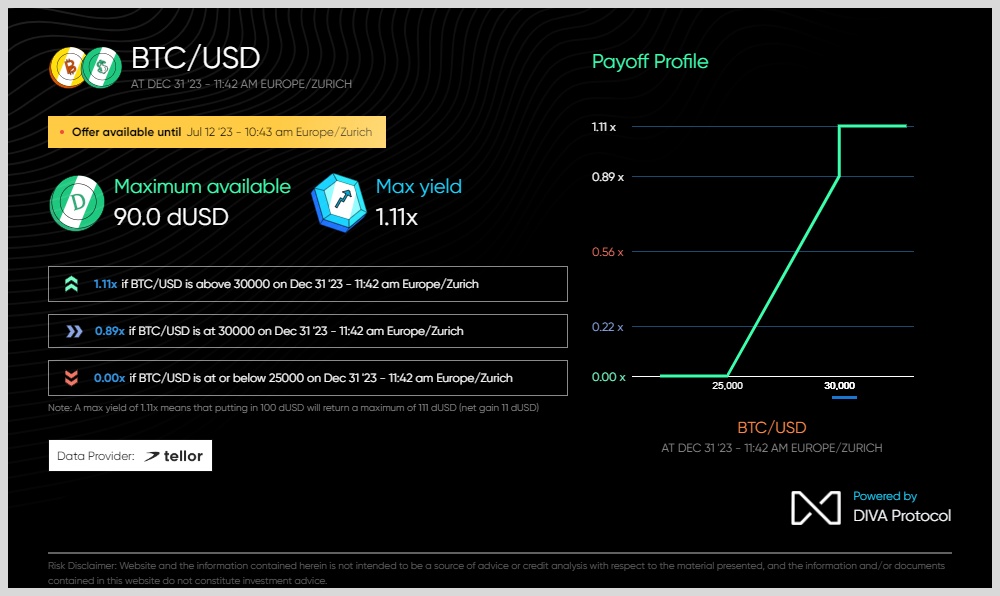 BTC/USD
AT DEC 31 '23 - 11:42 AM EUROPE/ZURICH
Offer available until Jul 12 '23 - 10:43 am Europe/Zurich
Maximum available
90.0 dUSD
Max yield
1.11x
1.11x if BTC/USD is above 30000 on Dec 31 '23 - 11:42 am Europe/Zurich
0.89x if BTC/USD is at 30000 on Dec 31 '23 - 11:42 am Europe/Zurich
0.00x if BTC/USD is at or below 25000 on Dec 31 '23 - 11:42 am Europe/Zurich
Note: A max yield of 1.11x means that putting in 100 dUSD will return a maximum of 111 dUSD (net gain 11 dUSD)
Data Provider: tellor
Payoff Profile
1.11 x
0.89 x
0.56 x
0.22 x
0.00 x
25,000
30,000
BTC/USD
AT DEC 31 '23 - 11:42 AM EUROPE/ZURICH
Powered by
DIVA Protocol
Risk Disclaimer: Website and the information contained herein is not intended to be a source of advice or credit analysis with respect to the material presented, and the information and/or documents
contained in this website do not constitute investment advice.